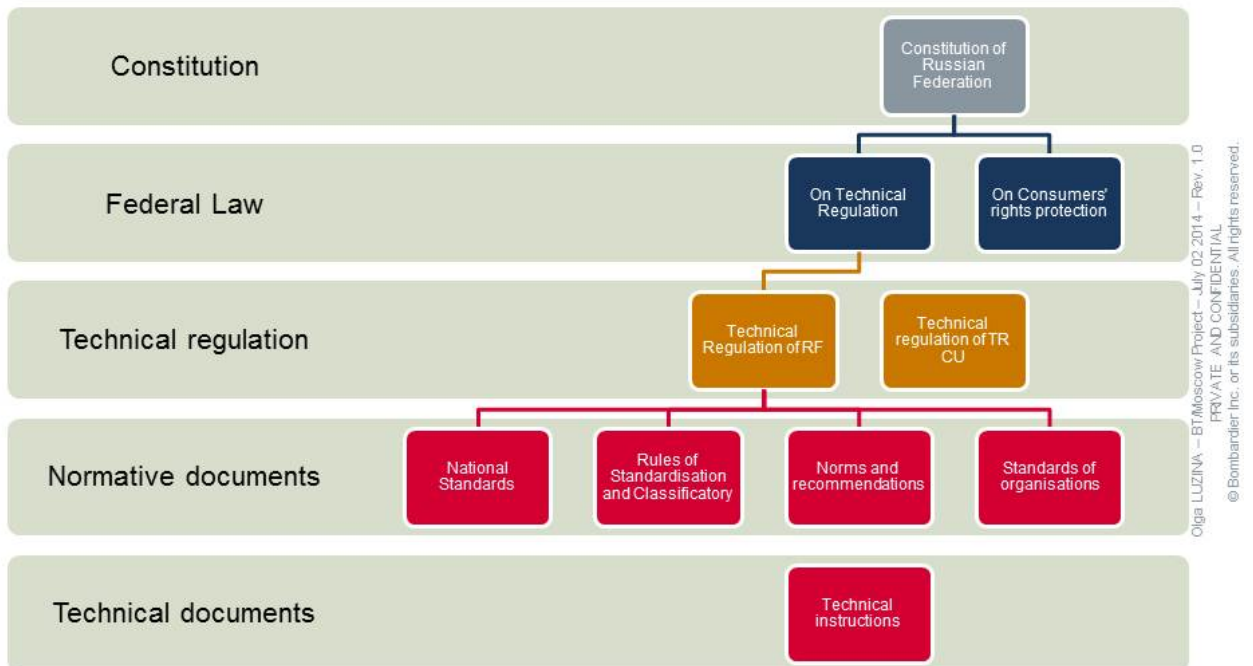 Constitution
Constitution of
Russian
Federation
Federal Law
On Technical
Regulation
On Consumers'
rights protection
Technical regulation
Technical
Regulation of RF
Technical
regulation of TR
CU
Normative documents
National
Standards
Rules of
Standardisation
and Classificatory
Norms and
recommendations
Standards of
organisations
Technical documents
Technical
instructions
Olga LUZINA – BT/Moscow Project – July 02 2014 – Rev. 1.0
PRIVATE AND CONFIDENTIAL
© Bombardier Inc. or its subsidiaries. All rights reserved.